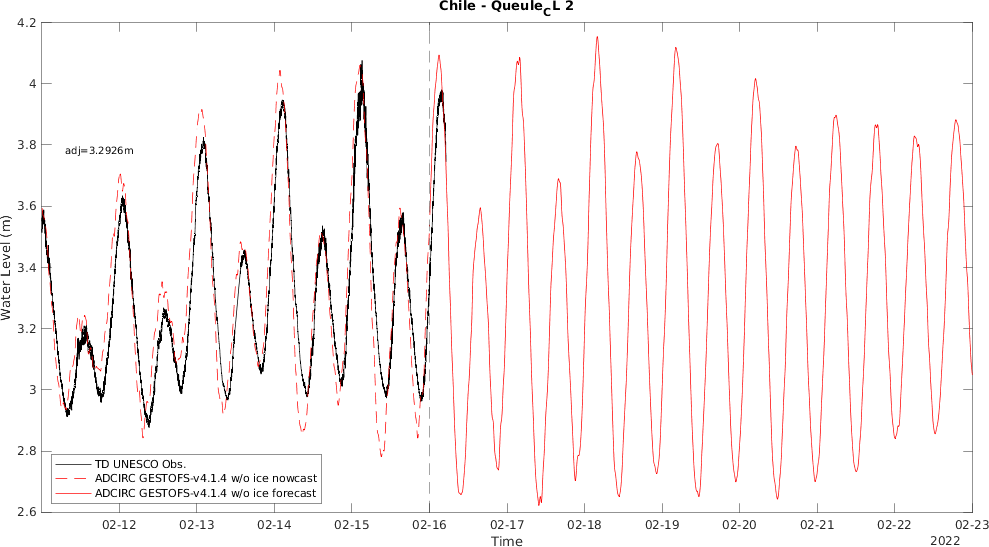 Chile - Queule_CL 2
4.2
4
3.8
3.6
3.4
3.2
3
2.8
2.6
Water Level (m)
adj=3.2926m
TD UNESCO Obs.
ADCIRC GESTOFS-v4.1.4 w/o ice nowcast
ADCIRC GESTOFS-v4.1.4 w/o ice forecast
02-12 02-13 02-14 02-15 02-16 02-17 02-18 02-19 02-20 02-21 02-22 02-23
Time
2022